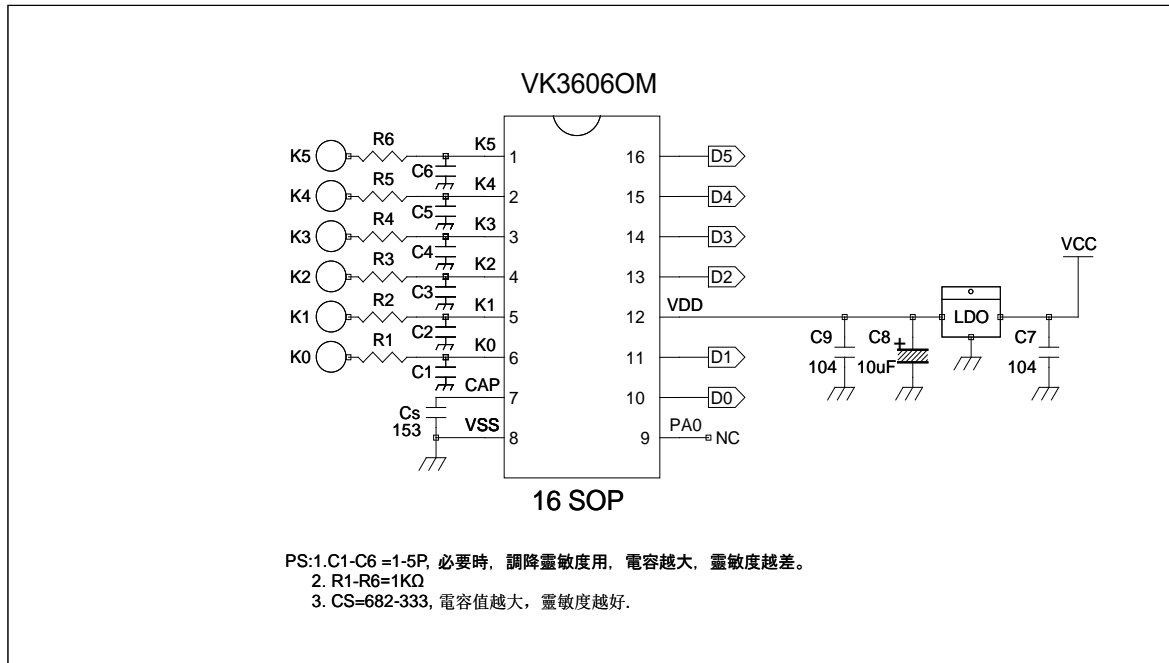 VK3606OM
K5
R6
C6
K5
1
16
D5
K4
R5
C5
K4
2
15
D4
K3
R4
C4
K3
3
14
D3
K2
R3
C3
K2
4
13
D2
K1
R2
C2
K1
5
12
VDD
K0
R1
C1
K0
6
11
D1
CAP
7
10
D0
Cs
153
VSS
8
9
PA0
NC
C9
104
C8
+
10uF
LDO
C7
104
VCC
16 SOP
PS:1.C1-C6 =1-5P, 必要時, 調降靈敏度用, 電容越大, 靈敏度越差。
2. R1-R6=1KΩ
3. CS=682-333, 電容值越大, 靈敏度越好.